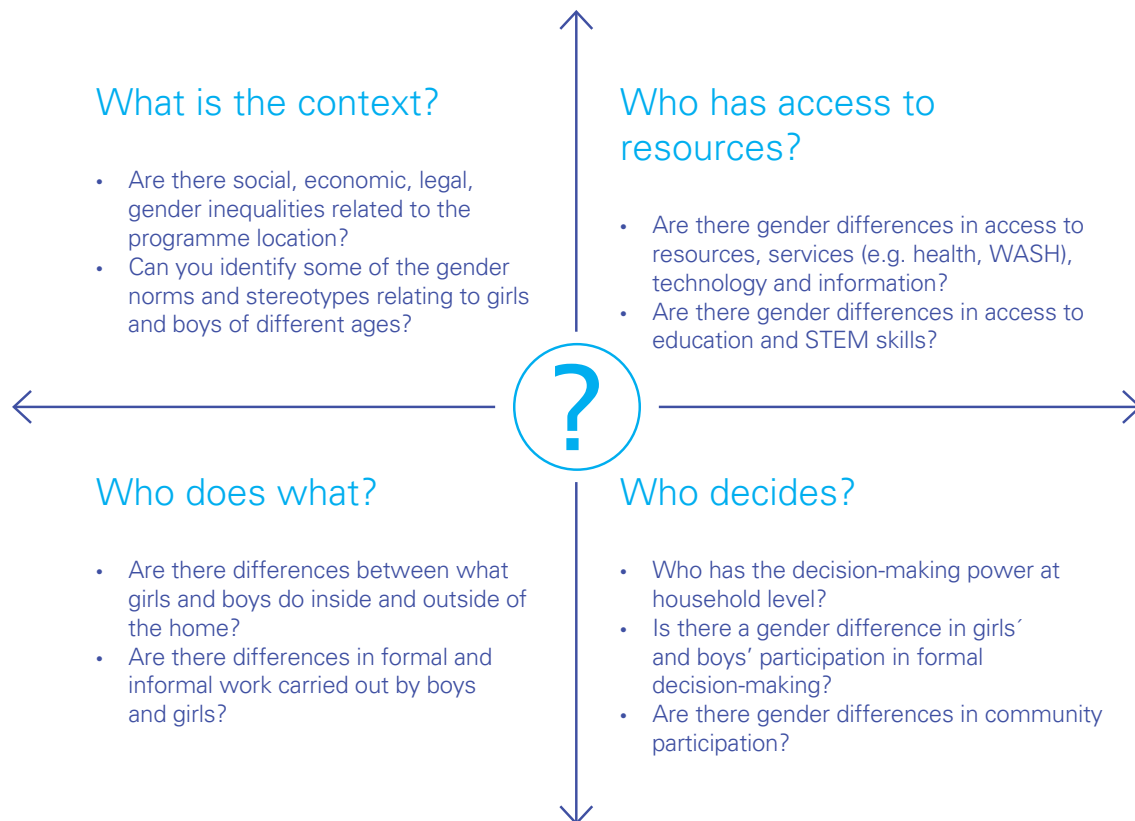 What is the context?
• Are there social, economic, legal,
gender inequalities related to the
programme location?
• Can you identify some of the gender
norms and stereotypes relating to girls
and boys of different ages?
Who has access to
resources?
• Are there gender differences in access to
resources, services (e.g. health, WASH),
technology and information?
• Are there gender differences in access to
education and STEM skills?
?
Who does what?
• Are there differences between what
girls and boys do inside and outside of
the home?
• Are there differences in formal and
informal work carried out by boys
and girls?
Who decides?
• Who has the decision-making power at
household level?
• Is there a gender difference in girls´
and boys’ participation in formal
decision-making?
• Are there gender differences in community
participation?